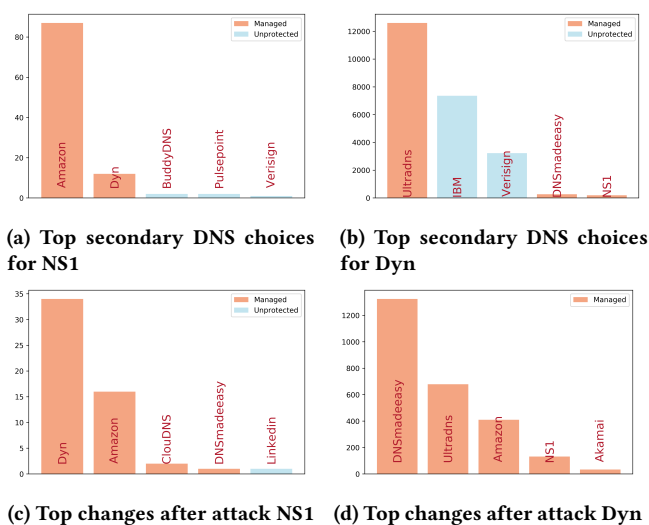 80
60
40
20
0
Managed
Unprotected
Amazon
Dyn
BuddyDNS
Pulsepoint
Verisign
(a) Top secondary DNS choices
for NS1
12000
10000
8000
6000
4000
2000
0
Managed
Unprotected
Ultradns
IBM
Verisign
DNSmadeeasy
NS1
(b) Top secondary DNS choices
for Dyn
35
30
25
20
15
10
5
0
Managed
Unprotected
Dyn
Amazon
ClouDNS
DNSmadeeasy
Linkedin
(c) Top changes after attack NS1
1200
1000
800
600
400
200
0
Managed
DNSmadeeasy
Ultradns
Amazon
NS1
Akamai
(d) Top changes after attack Dyn